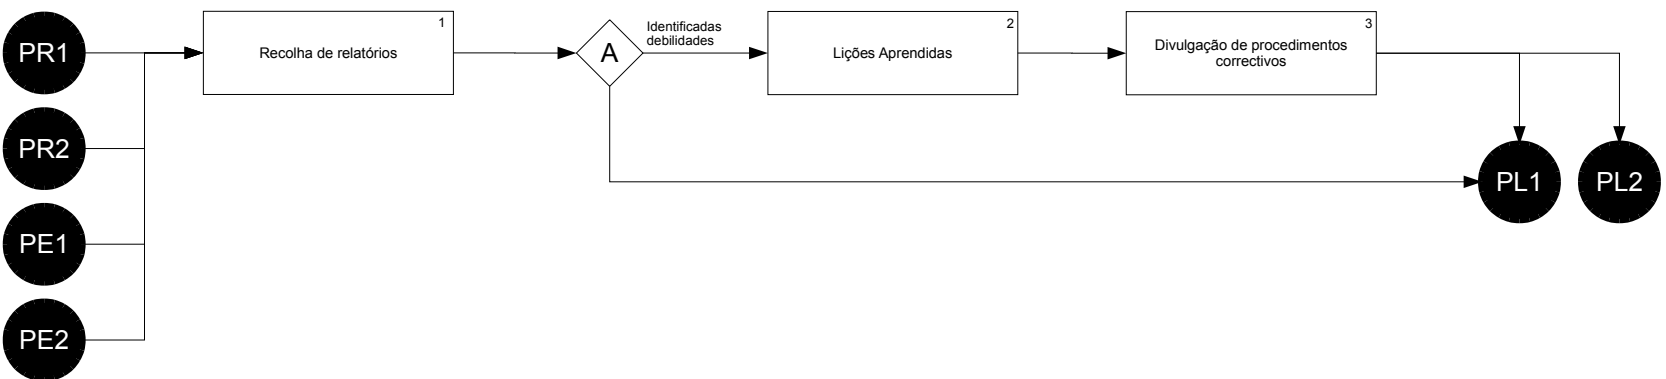 PR1
1
Recolha de relatórios
A
Identificadas
debilidades
2
Lições Aprendidas
3
Divulgação de procedimentos
correctivos
PR2
PL1
PL2
PE1
PE2